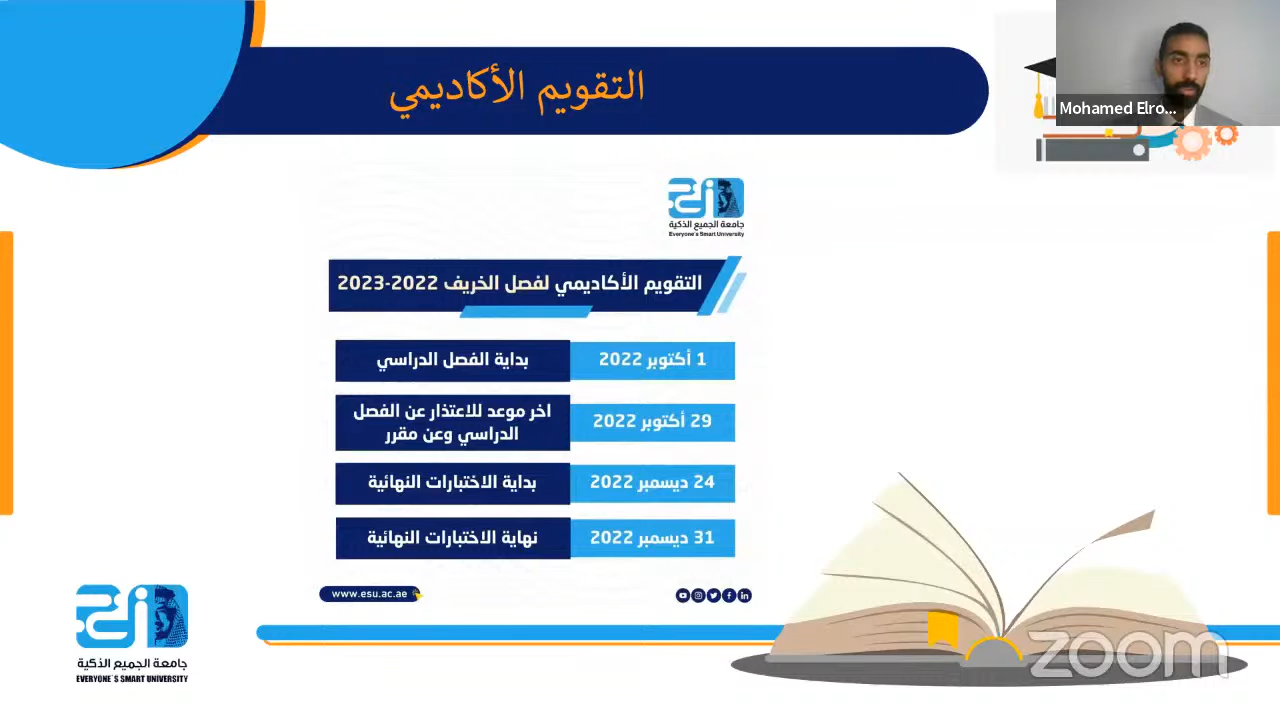 التقويم الأكاديمي
Mohamed Elro...
جامعة الجميع الذكية
Everyone's Smart University
التقويم الأكاديمي لفصل الخريف 2022-2023
1 أكتوبر 2022
بداية الفصل الدراسي
29 أكتوبر 2022
اخر موعد للاعتذار عن الفصل
الدراسي وعن مقرر
24 ديسمبر 2022
بداية الاختبارات النهائية
31 ديسمبر 2022
نهاية الاختبارات النهائية
www.esu.ac.ae
جامعة الجميع الذكية
EVERYONE'S SMART UNIVERSITY
zoom